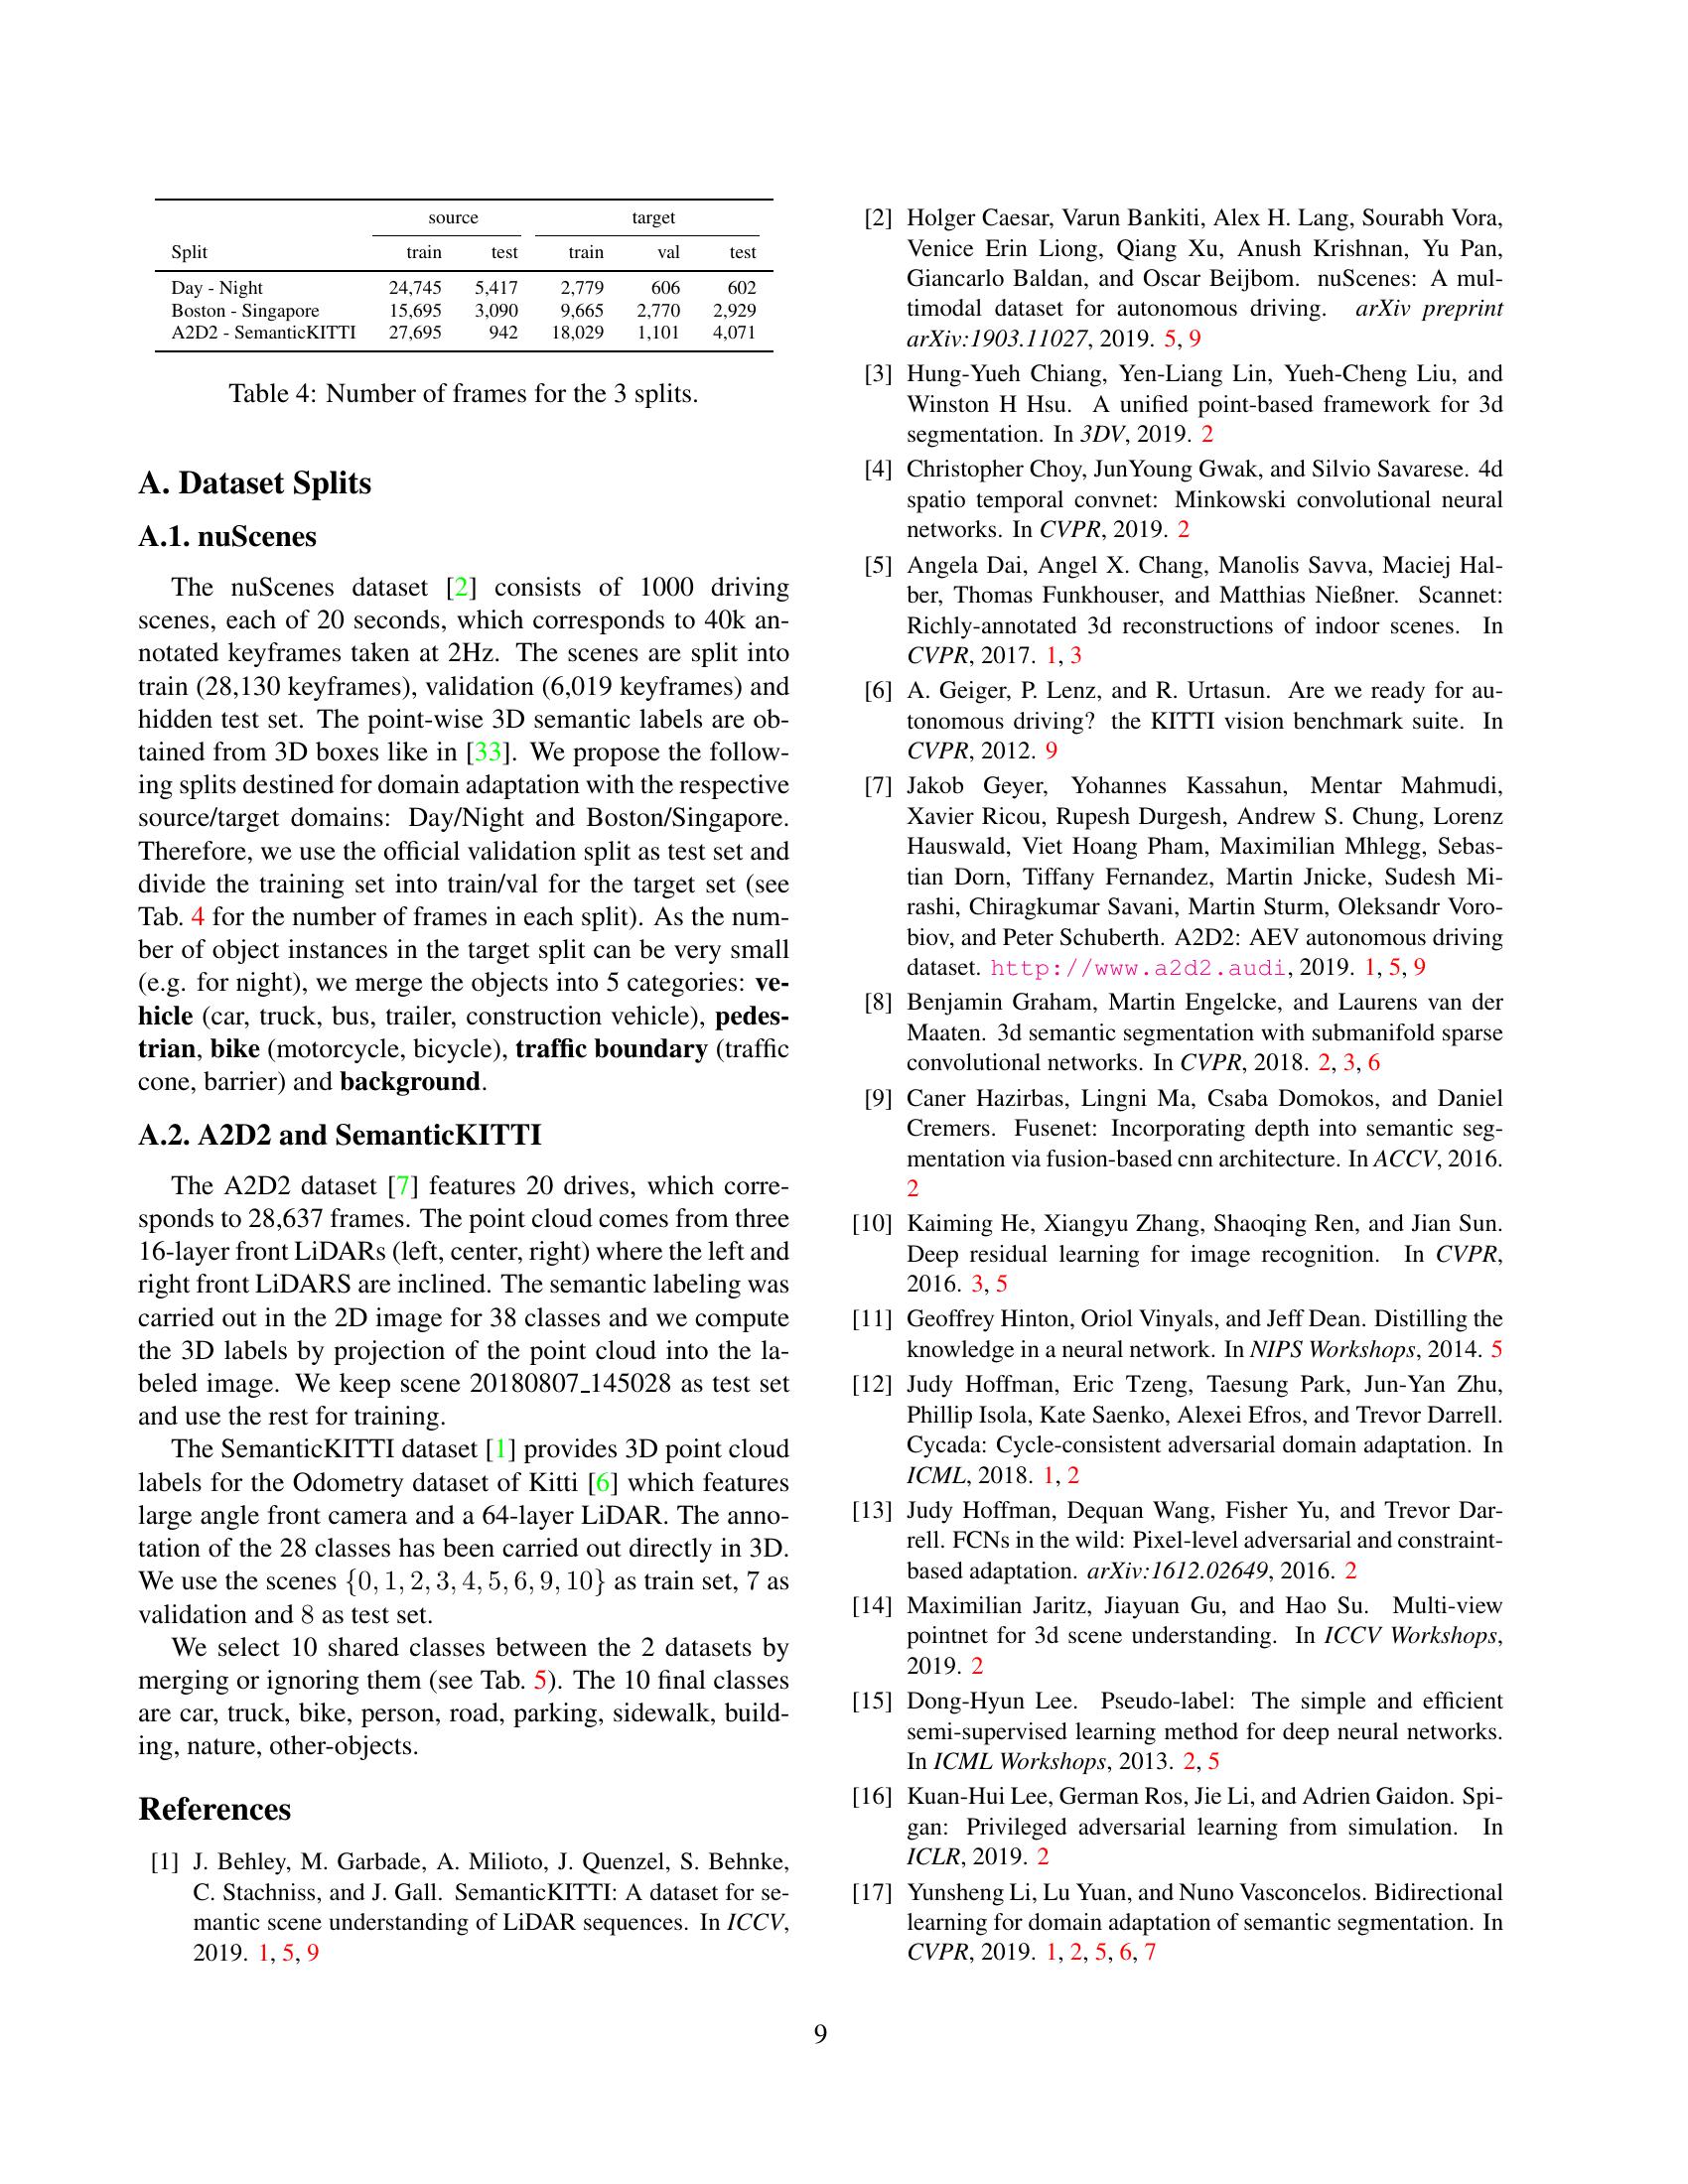 source target
Split train test train val test
Day - Night 24,745 5,417 2,779 606 602
Boston - Singapore 15,695 3,090 9,665 2,770 2,929
A2D2 - SemanticKITTI 27,695 942 18,029 1,101 4,071
Table 4: Number of frames for the 3 splits.
A. Dataset Splits
A.1. nuScenes
The nuScenes dataset [2] consists of 1000 driving
scenes, each of 20 seconds, which corresponds to 40k an-
notated keyframes taken at 2Hz. The scenes are split into
train (28,130 keyframes), validation (6,019 keyframes) and
hidden test set. The point-wise 3D semantic labels are ob-
tained from 3D boxes like in [33]. We propose the follow-
ing splits destined for domain adaptation with the respective
source/target domains: Day/Night and Boston/Singapore.
Therefore, we use the official validation split as test set and
divide the training set into train/val for the target set (see
Tab. 4 for the number of frames in each split). As the num-
ber of object instances in the target split can be very small
(e.g. for night), we merge the objects into 5 categories: ve-
hicle (car, truck, bus, trailer, construction vehicle), pedes-
trian, bike (motorcycle, bicycle), traffic boundary (traffic
cone, barrier) and background.
A.2. A2D2 and SemanticKITTI
The A2D2 dataset [7] features 20 drives, which corre-
sponds to 28,637 frames. The point cloud comes from three
16-layer front LiDARs (left, center, right) where the left and
right front LiDARS are inclined. The semantic labeling was
carried out in the 2D image for 38 classes and we compute
the 3D labels by projection of the point cloud into the la-
beled image. We keep scene 20180807_145028 as test set
and use the rest for training.
The SemanticKITTI dataset [1] provides 3D point cloud
labels for the Odometry dataset of Kitti [6] which features
large angle front camera and a 64-layer LiDAR. The anno-
tation of the 28 classes has been carried out directly in 3D.
We use the scenes {0, 1, 2, 3, 4, 5, 6, 9, 10} as train set, 7 as
validation and 8 as test set.
We select 10 shared classes between the 2 datasets by
merging or ignoring them (see Tab. 5). The 10 final classes
are car, truck, bike, person, road, parking, sidewalk, build-
ing, nature, other-objects.
References
[1] J. Behley, M. Garbade, A. Milioto, J. Quenzel, S. Behnke,
C. Stachniss, and J. Gall. SemanticKITTI: A dataset for se-
mantic scene understanding of LiDAR sequences. In ICCV,
2019. 1, 5, 9
[2] Holger Caesar, Varun Bankiti, Alex H. Lang, Sourabh Vora,
Venice Erin Liong, Qiang Xu, Anush Krishnan, Yu Pan,
Giancarlo Baldan, and Oscar Beijbom. nuScenes: A mul-
timodal dataset for autonomous driving. arXiv preprint
arXiv:1903.11027, 2019. 5, 9
[3] Hung-Yueh Chiang, Yen-Liang Lin, Yueh-Cheng Liu, and
Winston H Hsu. A unified point-based framework for 3d
segmentation. In 3DV, 2019. 2
[4] Christopher Choy, JunYoung Gwak, and Silvio Savarese. 4d
spatio temporal convnet: Minkowski convolutional neural
networks. In CVPR, 2019. 2
[5] Angela Dai, Angel X. Chang, Manolis Savva, Maciej Hal-
ber, Thomas Funkhouser, and Matthias Nießner. Scannet:
Richly-annotated 3d reconstructions of indoor scenes. In
CVPR, 2017. 1, 3
[6] A. Geiger, P. Lenz, and R. Urtasun. Are we ready for au-
tonomous driving? the KITTI vision benchmark suite. In
CVPR, 2012. 9
[7] Jakob Geyer, Yohannes Kassahun, Mentar Mahmudi,
Xavier Ricou, Rupesh Durgesh, Andrew S. Chung, Lorenz
Hauswald, Viet Hoang Pham, Maximilian Mhlegg, Sebas-
tian Dorn, Tiffany Fernandez, Martin Jnicke, Sudesh Mi-
rashi, Chiragkumar Savani, Martin Sturm, Oleksandr Voro-
biov, and Peter Schuberth. A2D2: AEV autonomous driving
dataset. http://www.a2d2.audi, 2019. 1, 5, 9
[8] Benjamin Graham, Martin Engelcke, and Laurens van der
Maaten. 3d semantic segmentation with submanifold sparse
convolutional networks. In CVPR, 2018. 2, 3, 6
[9] Caner Hazirbas, Lingni Ma, Csaba Domokos, and Daniel
Cremers. Fusenet: Incorporating depth into semantic seg-
mentation via fusion-based cnn architecture. In ACCV, 2016.
2
[10] Kaiming He, Xiangyu Zhang, Shaoqing Ren, and Jian Sun.
Deep residual learning for image recognition. In CVPR,
2016. 3, 5
[11] Geoffrey Hinton, Oriol Vinyals, and Jeff Dean. Distilling the
knowledge in a neural network. In NIPS Workshops, 2014. 5
[12] Judy Hoffman, Eric Tzeng, Taesung Park, Jun-Yan Zhu,
Phillip Isola, Kate Saenko, Alexei Efros, and Trevor Darrell.
Cycada: Cycle-consistent adversarial domain adaptation. In
ICML, 2018. 1, 2
[13] Judy Hoffman, Dequan Wang, Fisher Yu, and Trevor Dar-
rell. FCNs in the wild: Pixel-level adversarial and constraint-
based adaptation. arXiv:1612.02649, 2016. 2
[14] Maximilian Jaritz, Jiayuan Gu, and Hao Su. Multi-view
pointnet for 3d scene understanding. In ICCV Workshops,
2019. 2
[15] Dong-Hyun Lee. Pseudo-label: The simple and efficient
semi-supervised learning method for deep neural networks.
In ICML Workshops, 2013. 2, 5
[16] Kuan-Hui Lee, German Ros, Jie Li, and Adrien Gaidon. Spi-
gan: Privileged adversarial learning from simulation. In
ICLR, 2019. 2
[17] Yunsheng Li, Lu Yuan, and Nuno Vasconcelos. Bidirectional
learning for domain adaptation of semantic segmentation. In
CVPR, 2019. 1, 2, 5, 6, 7
9